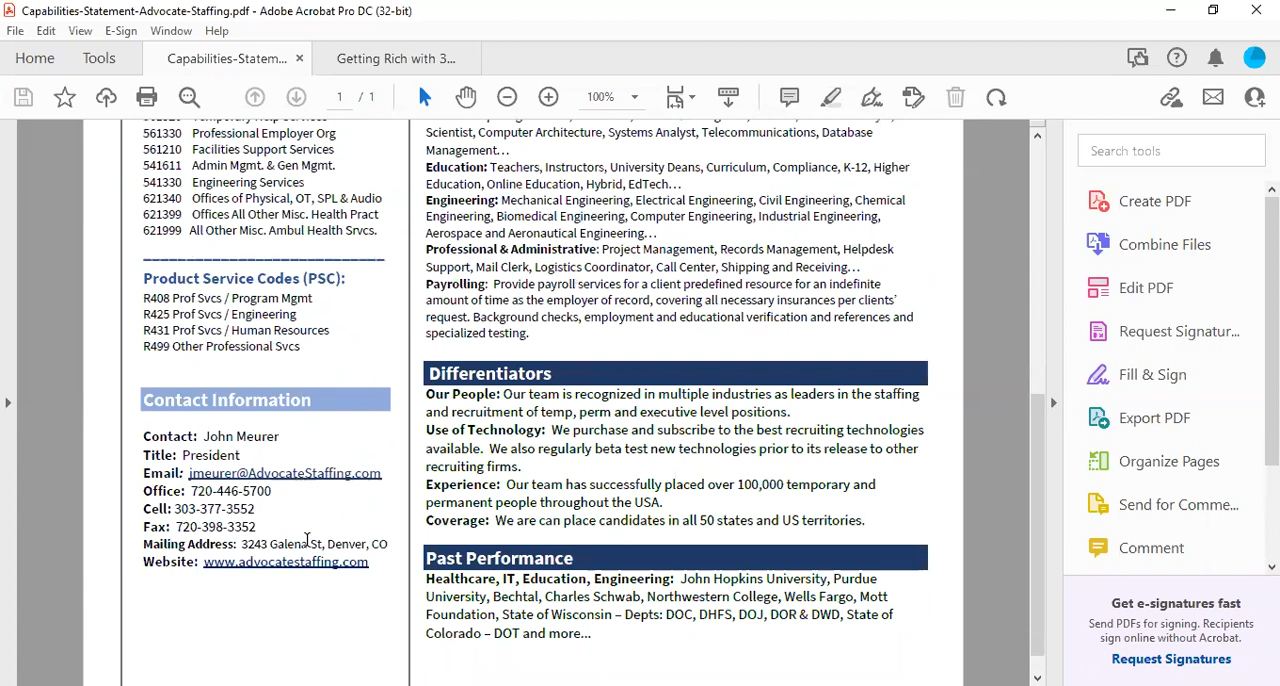 Capabilities-Statement-Advocate-Staffing.pdf - Adobe Acrobat Pro DC (32-bit)
File Edit View E-Sign Window Help
Home Tools Capabilities-Statem... × Getting Rich with 3...
1 / 1 100%
561330 Professional Employer Org
561210 Facilities Support Services
541611 Admin Mgmt. & Gen Mgmt.
541330 Engineering Services
621340 Offices of Physical, OT, SPL & Audio
621399 Offices All Other Misc. Health Pract
621999 All Other Misc. Ambul Health Srvcs.
Product Service Codes (PSC):
R408 Prof Svcs / Program Mgmt
R425 Prof Svcs / Engineering
R431 Prof Svcs / Human Resources
R499 Other Professional Svcs
Contact Information
Contact: John Meurer
Title: President
Email: jmeurer@AdvocateStaffing.com
Office: 720-446-5700
Cell: 303-377-3552
Fax: 720-398-3352
Mailing Address: 3243 Galena St, Denver, CO
Website: www.advocatestaffing.com
Scientist, Computer Architecture, Systems Analyst, Telecommunications, Database
Management…
Education: Teachers, Instructors, University Deans, Curriculum, Compliance, K-12, Higher
Education, Online Education, Hybrid, EdTech…
Engineering: Mechanical Engineering, Electrical Engineering, Civil Engineering, Chemical
Engineering, Biomedical Engineering, Computer Engineering, Industrial Engineering,
Aerospace and Aeronautical Engineering…
Professional & Administrative: Project Management, Records Management, Helpdesk
Support, Mail Clerk, Logistics Coordinator, Call Center, Shipping and Receiving…
Payrolling: Provide payroll services for a client predefined resource for an indefinite
amount of time as the employer of record, covering all necessary insurances per clients'
request. Background checks, employment and educational verification and references and
specialized testing.
Differentiators
Our People: Our team is recognized in multiple industries as leaders in the staffing
and recruitment of temp, perm and executive level positions.
Use of Technology: We purchase and subscribe to the best recruiting technologies
available. We also regularly beta test new technologies prior to its release to other
recruiting firms.
Experience: Our team has successfully placed over 100,000 temporary and
permanent people throughout the USA.
Coverage: We are can place candidates in all 50 states and US territories.
Past Performance
Healthcare, IT, Education, Engineering: John Hopkins University, Purdue
University, Bechtal, Charles Schwab, Northwestern College, Wells Fargo, Mott
Foundation, State of Wisconsin – Depts: DOC, DHFS, DOJ, DOR & DWD, State of
Colorado – DOT and more...
Search tools
Create PDF
Combine Files
Edit PDF
Request Signatur...
Fill & Sign
Export PDF
Organize Pages
Send for Comme...
Comment
Get e-signatures fast
Send PDFs for signing. Recipients
sign online without Acrobat.
Request Signatures